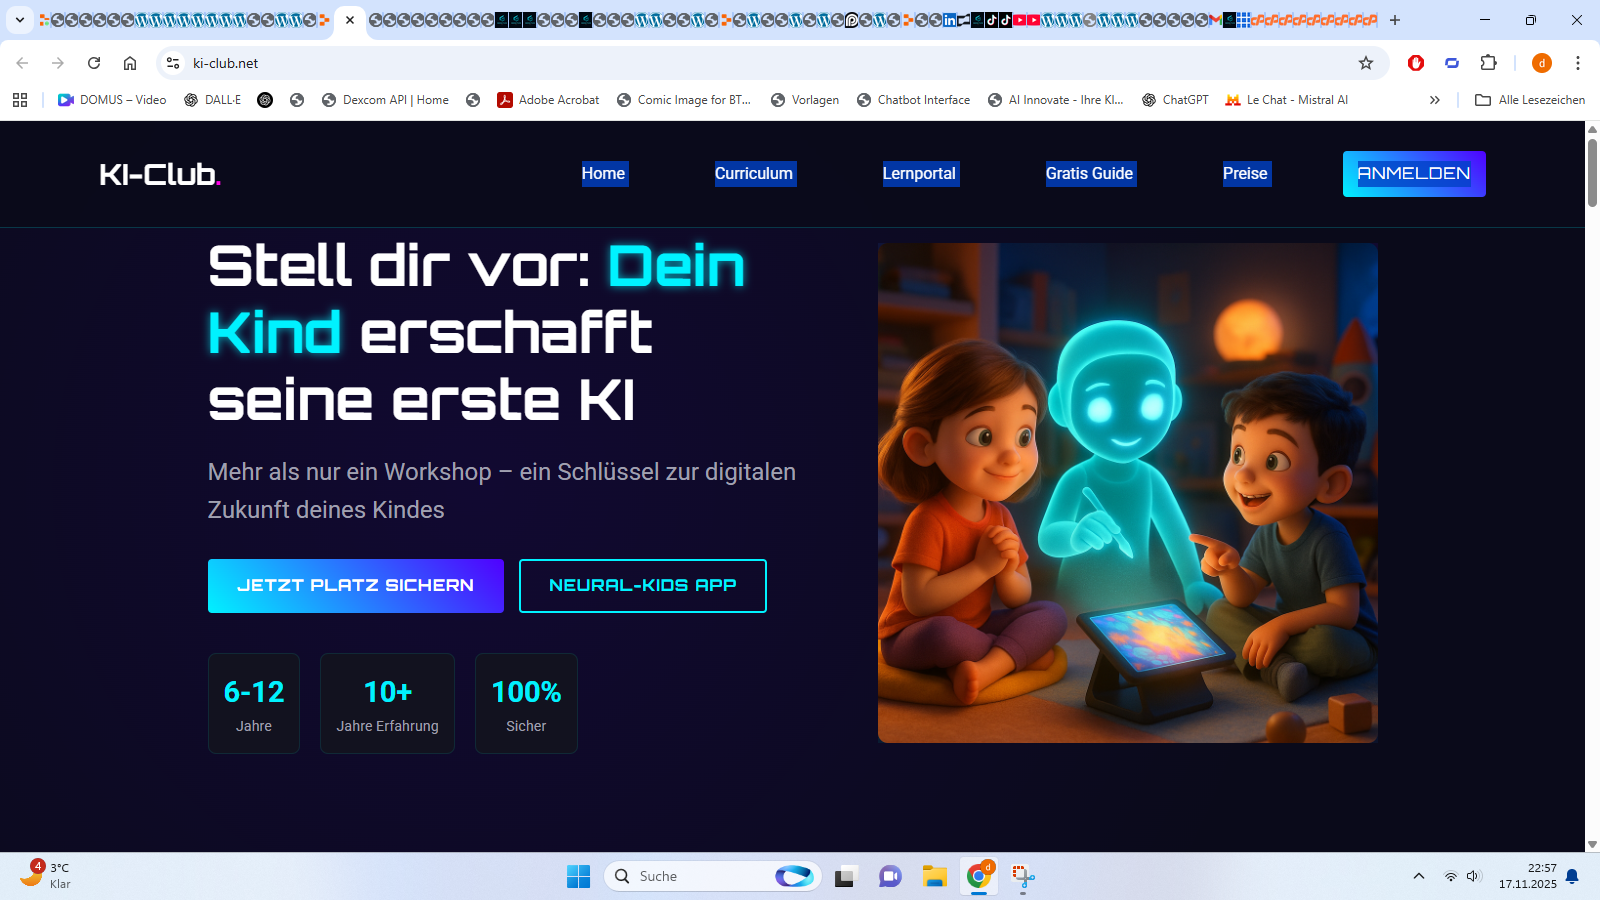 ki-club.net
DOMUS – Video
DALL·E
Dexcom API | Home
Adobe Acrobat
Comic Image for BT...
Vorlagen
Chatbot Interface
AI Innovate - Ihre KI...
ChatGPT
Le Chat - Mistral AI
Alle Lesezeichen
KI-Club.
Home
Curriculum
Lernportal
Gratis Guide
Preise
ANMELDEN
Stell dir vor: Dein
Kind erschafft
seine erste KI
Mehr als nur ein Workshop – ein Schlüssel zur digitalen
Zukunft deines Kindes
JETZT PLATZ SICHERN
NEURAL-KIDS APP
6-12
Jahre
10+
Jahre Erfahrung
100%
Sicher
4
3°C
Klar
Suche
22:57
17.11.2025